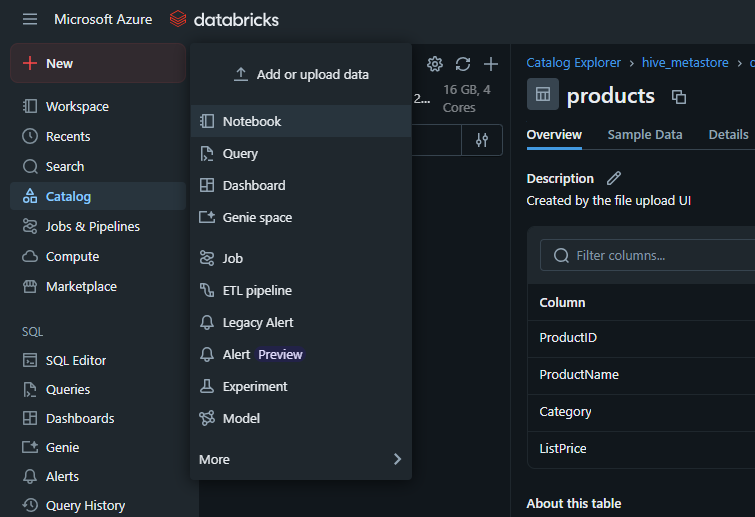 Microsoft Azure
databricks
New
Workspace
Recents
Search
Catalog
Jobs & Pipelines
Compute
Marketplace
SQL
SQL Editor
Queries
Dashboards
Genie
Alerts
Query History
Add or upload data
Notebook
Query
Dashboard
Genie space
Job
ETL pipeline
Legacy Alert
Alert Preview
Experiment
Model
More
2... 16 GB, 4
Cores
Catalog Explorer > hive_metastore >
products
Overview Sample Data Details
Description
Created by the file upload UI
Filter columns...
Column
ProductID
ProductName
Category
ListPrice
About this table